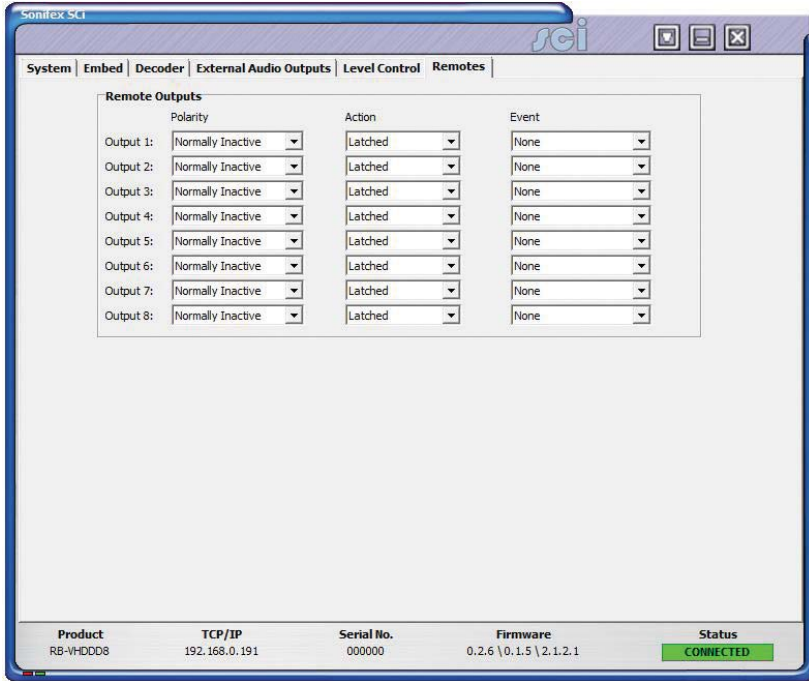 Sonifex SCi
sci
System | Embed | Decoder | External Audio Outputs | Level Control | Remotes
Remote Outputs
Polarity Action Event
Output 1: Normally Inactive Latched None
Output 2: Normally Inactive Latched None
Output 3: Normally Inactive Latched None
Output 4: Normally Inactive Latched None
Output 5: Normally Inactive Latched None
Output 6: Normally Inactive Latched None
Output 7: Normally Inactive Latched None
Output 8: Normally Inactive Latched None
Product TCP/IP Serial No. Firmware Status
RB-VHDDD8 192.168.0.191 000000 0.2.6 \ 0.1.5 \ 2.1.2.1 CONNECTED